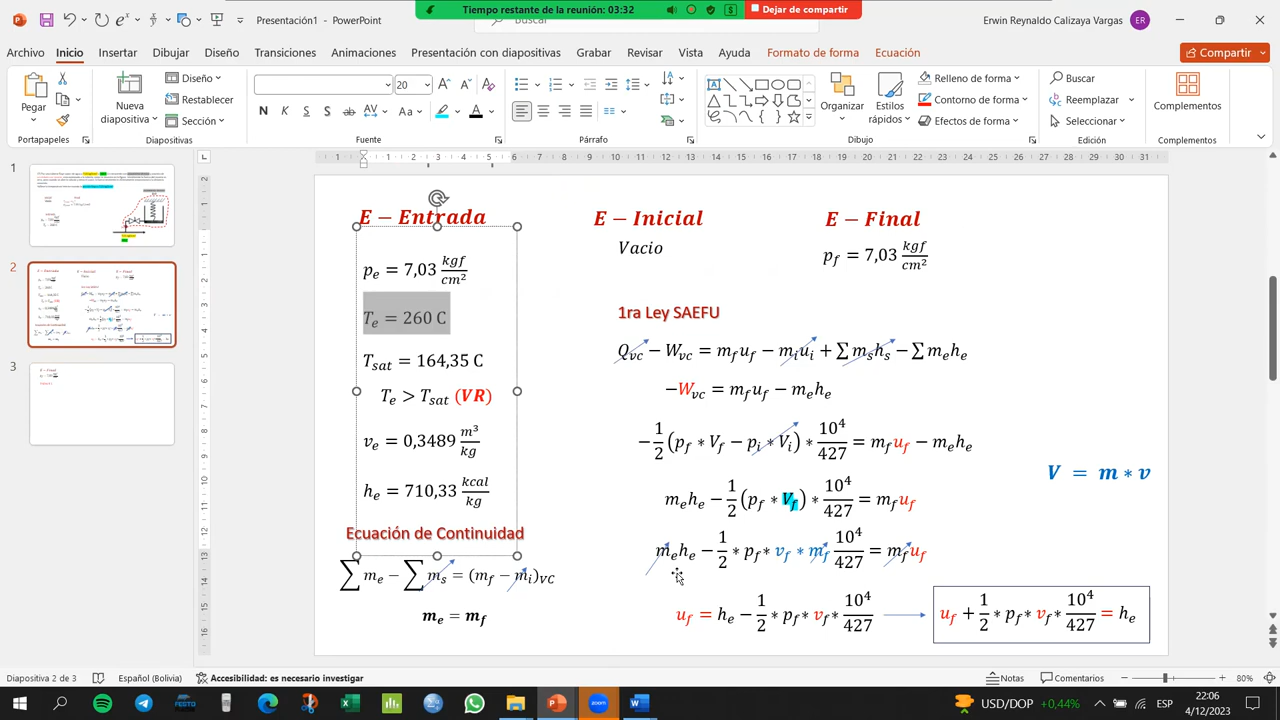 Tiempo restante de la reunión: 03:32
Dejar de compartir
Presentación1 - PowerPoint
Buscar
Erwin Reynaldo Calizaya Vargas
ER
Archivo Inicio Insertar Dibujar Diseño Transiciones Animaciones Presentación con diapositivas Grabar Revisar Vista Ayuda Formato de forma Ecuación
Compartir
Pegar
Nueva diapositiva
Diseño
Restablecer
Sección
20
N K S S ab AV Aa A
Organizar
Estilos rápidos
Relleno de forma
Contorno de forma
Efectos de forma
Buscar
Reemplazar
Seleccionar
Complementos
Portapapeles Diapositivas Fuente Párrafo Dibujo Edición Complementos
1
2
3
E − Entrada
p_e = 7,03 kgf/cm²
T_e = 260 C
T_sat = 164,35 C
T_e > T_sat (VR)
v_e = 0,3489 m³/kg
h_e = 710,33 kcal/kg
Ecuación de Continuidad
∑ m_e − ∑ m_s = (m_f − m_i)_VC
m_e = m_f
E − Inicial
Vacio
E − Final
p_f = 7,03 kgf/cm²
1ra Ley SAEFU
Q_vc − W_vc = m_f u_f − m_i u_i + ∑ m_s h_s − ∑ m_e h_e
−W_vc = m_f u_f − m_e h_e
−1/2 (p_f * V_f − p_i * V_i) * 10⁴/427 = m_f u_f − m_e h_e
m_e h_e − 1/2 (p_f * V_f) * 10⁴/427 = m_f u_f
m_e h_e − 1/2 * p_f * v_f * m_f 10⁴/427 = m_f u_f
u_f = h_e − 1/2 * p_f * v_f * 10⁴/427
u_f + 1/2 * p_f * v_f * 10⁴/427 = h_e
V = m * v
Diapositiva 2 de 3
Español (Bolivia)
Accesibilidad: es necesario investigar
Notas
Comentarios
80%
USD/DOP +0,44%
ESP
22:06
4/12/2023